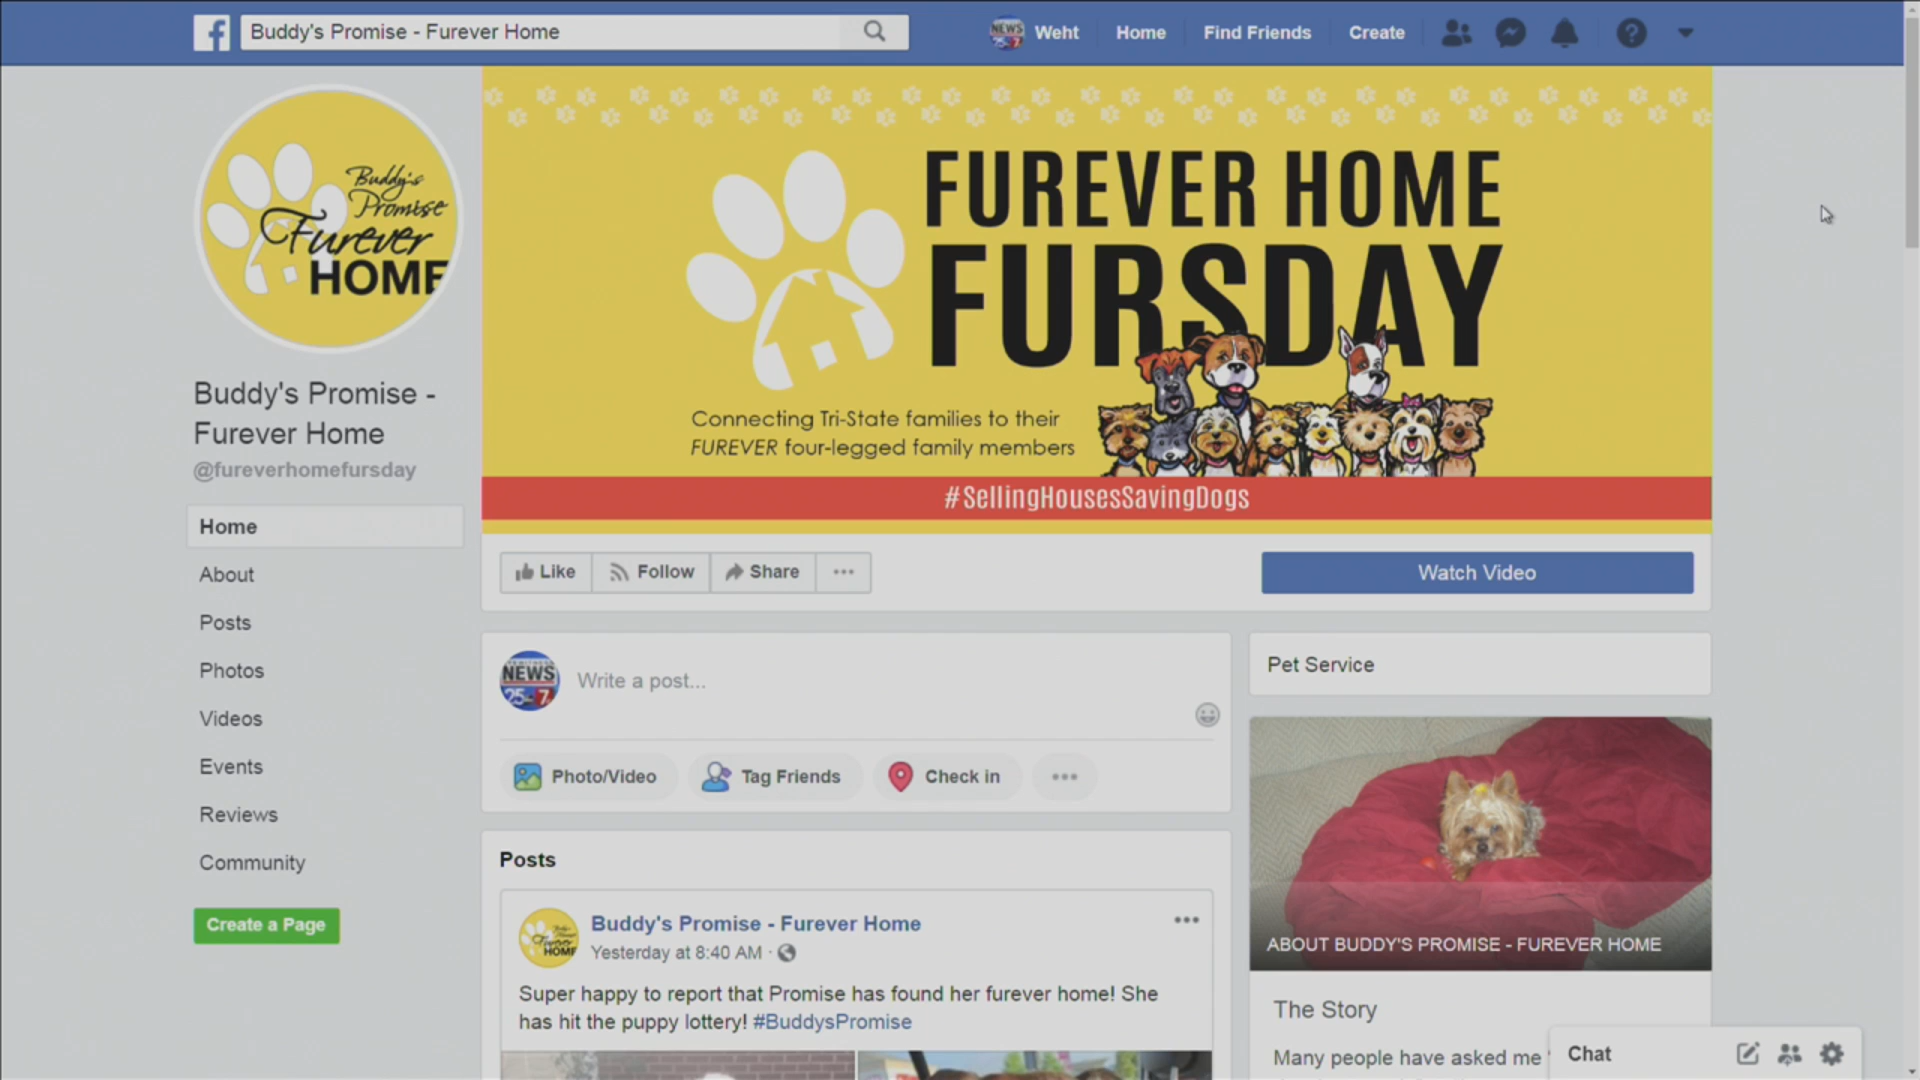 Buddy's Promise - Furever Home
NEWS
Weht
Home
Find Friends
Create
Buddy's
Promise
Furever
HOME
FUREVER HOME
FURSDAY
Connecting Tri-State families to their
FUREVER four-legged family members
#SellingHousesSavingDogs
Buddy's Promise -
Furever Home
@fureverhomefursday
Home
About
Posts
Photos
Videos
Events
Reviews
Community
Create a Page
Like
Follow
Share
Watch Video
NEWS
25 7
Write a post...
Photo/Video
Tag Friends
Check in
Pet Service
ABOUT BUDDY'S PROMISE - FUREVER HOME
The Story
Many people have asked me
Posts
Furever
HOME
Buddy's Promise - Furever Home
Yesterday at 8:40 AM ·
Super happy to report that Promise has found her furever home! She
has hit the puppy lottery! #BuddysPromise
Chat